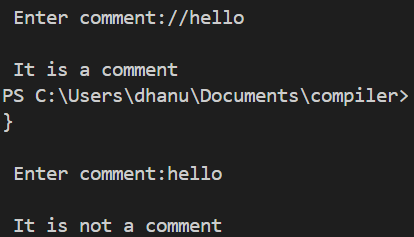 Enter comment://hello
It is a comment
PS C:\Users\dhanu\Documents\compiler>
}
Enter comment:hello
It is not a comment